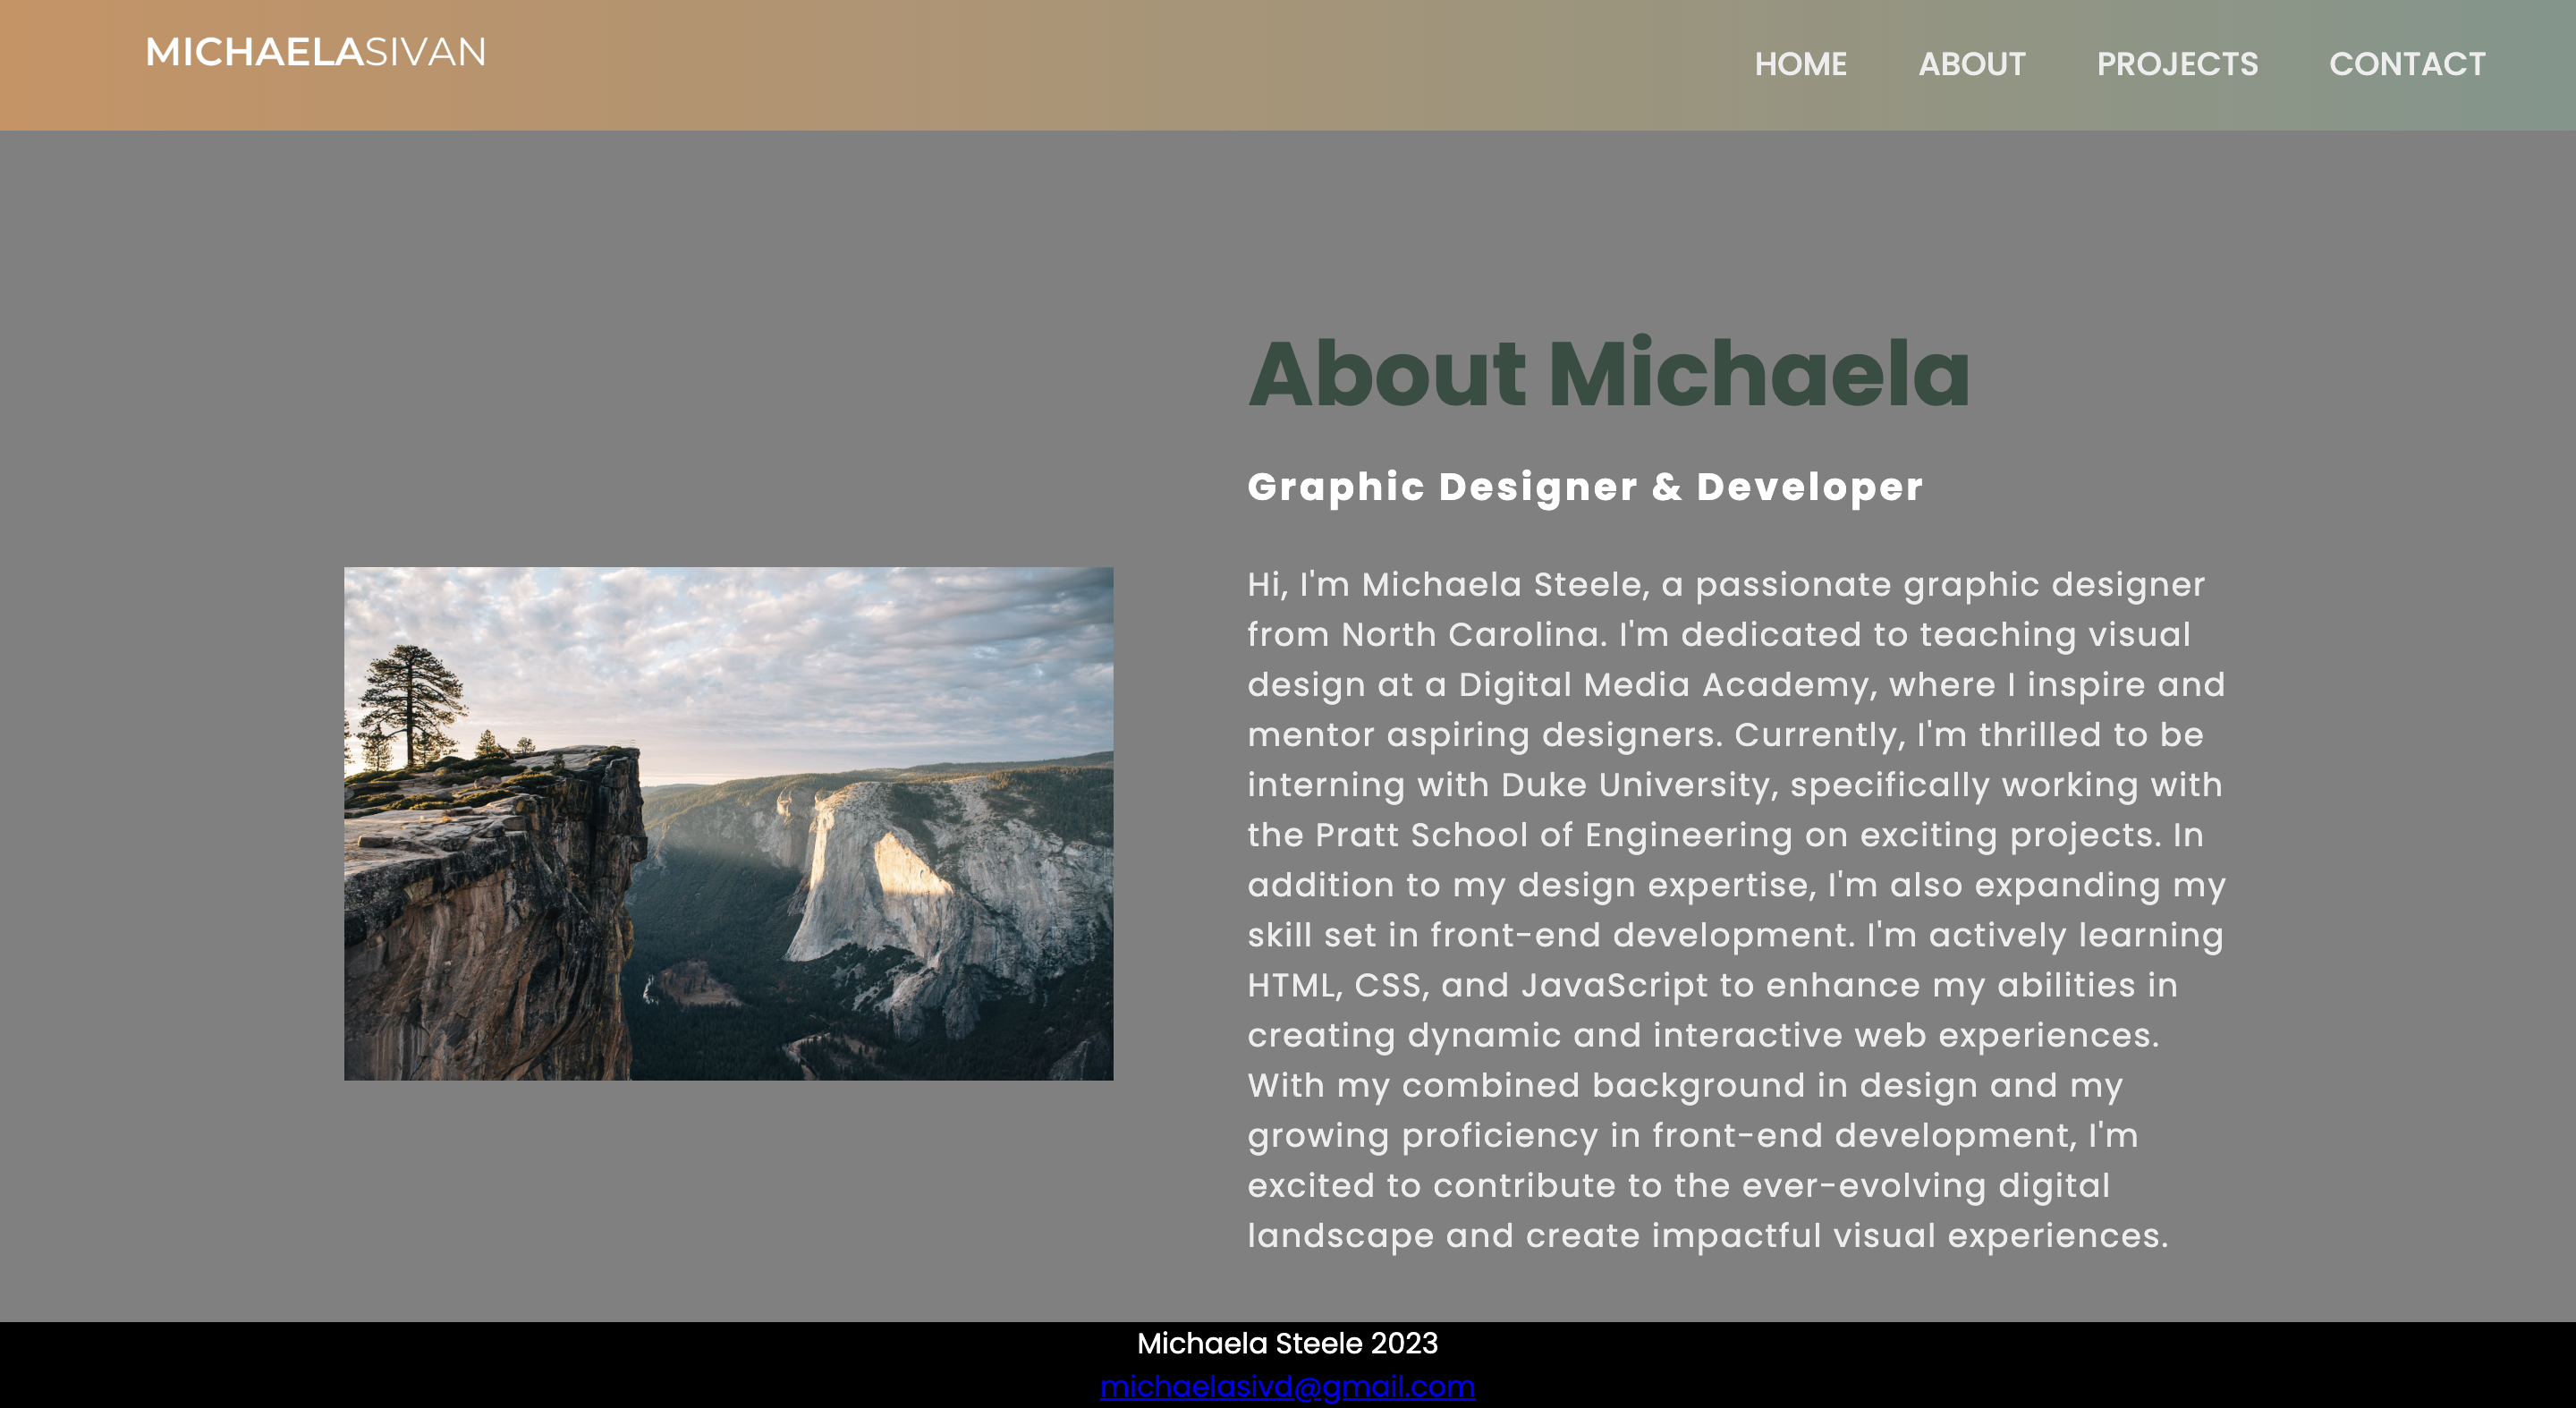 MICHAELASIVAN
HOME ABOUT PROJECTS CONTACT
About Michaela
Graphic Designer & Developer
Hi, I'm Michaela Steele, a passionate graphic designer
from North Carolina. I'm dedicated to teaching visual
design at a Digital Media Academy, where I inspire and
mentor aspiring designers. Currently, I'm thrilled to be
interning with Duke University, specifically working with
the Pratt School of Engineering on exciting projects. In
addition to my design expertise, I'm also expanding my
skill set in front-end development. I'm actively learning
HTML, CSS, and JavaScript to enhance my abilities in
creating dynamic and interactive web experiences.
With my combined background in design and my
growing proficiency in front-end development, I'm
excited to contribute to the ever-evolving digital
landscape and create impactful visual experiences.
Michaela Steele 2023
michaelasivd@gmail.com